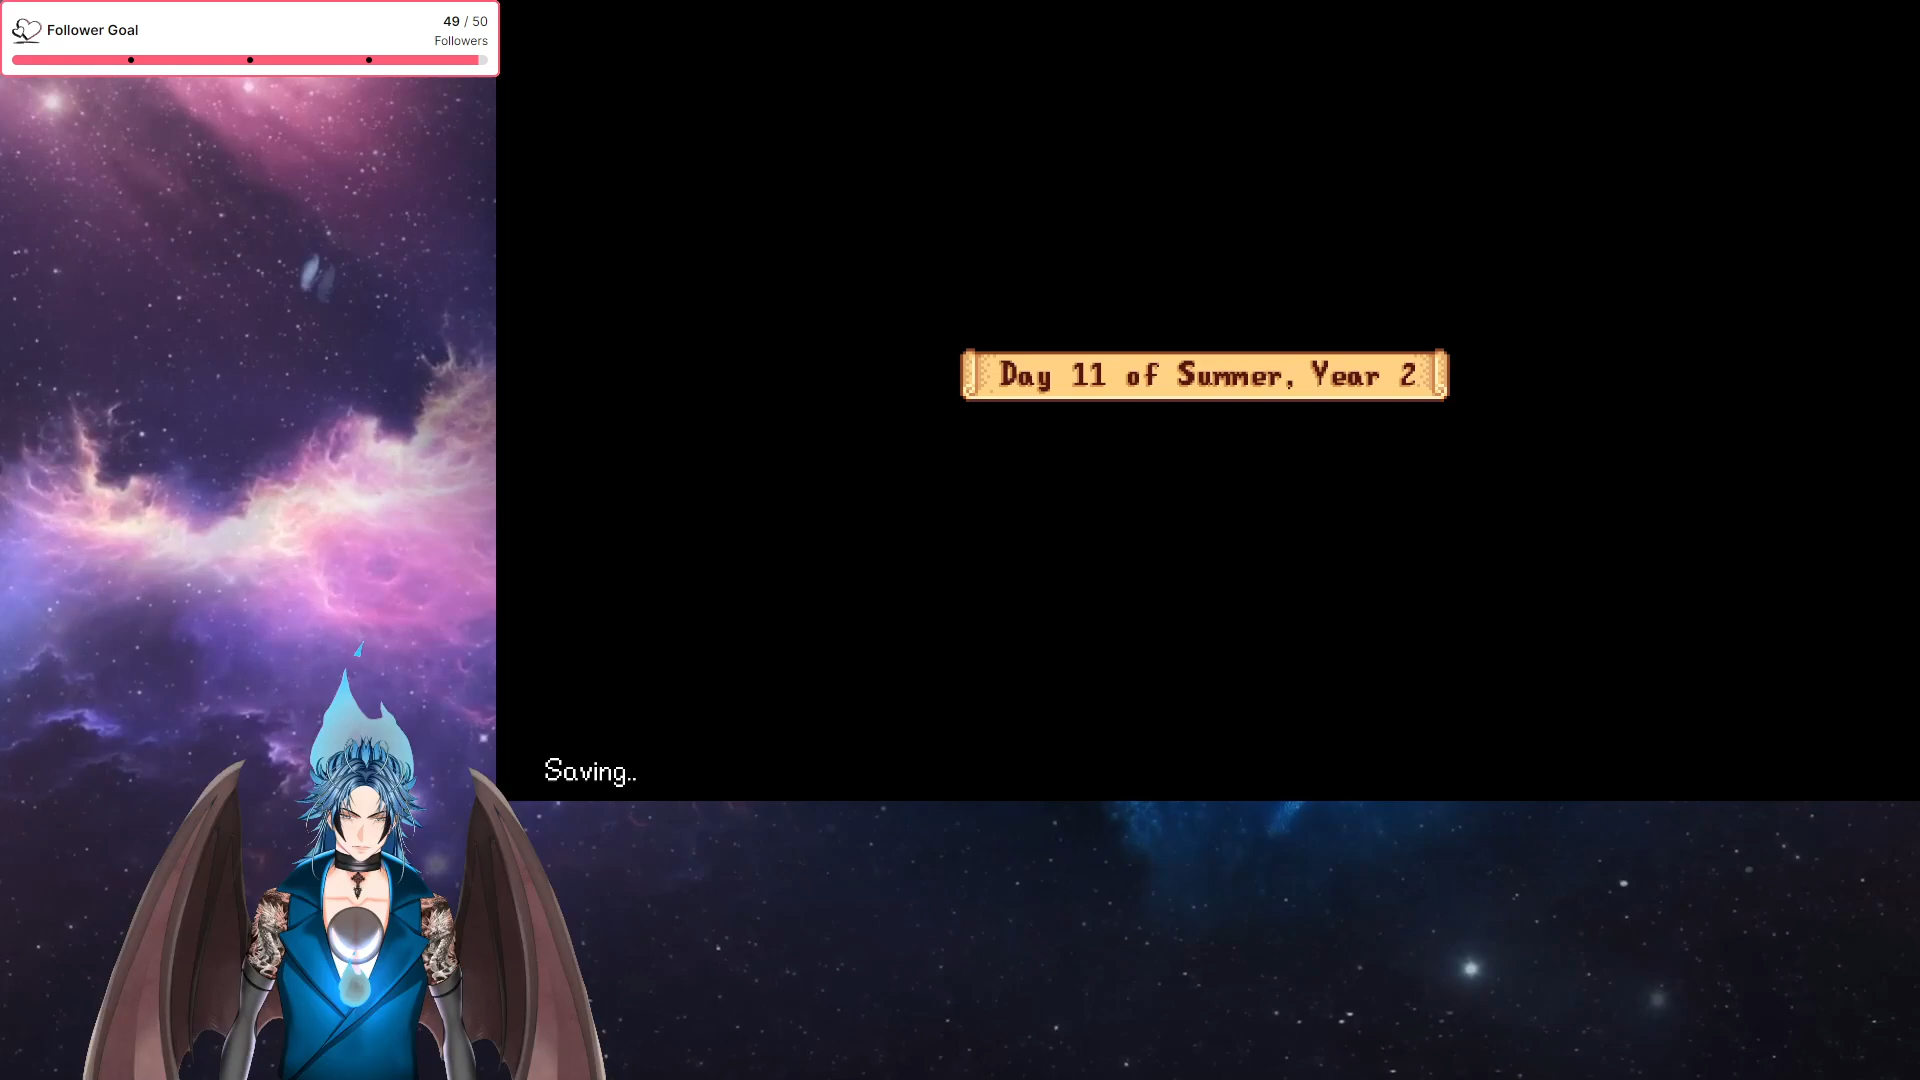 Follower Goal
49 / 50
Followers
Day 11 of Summer, Year 2
Saving..